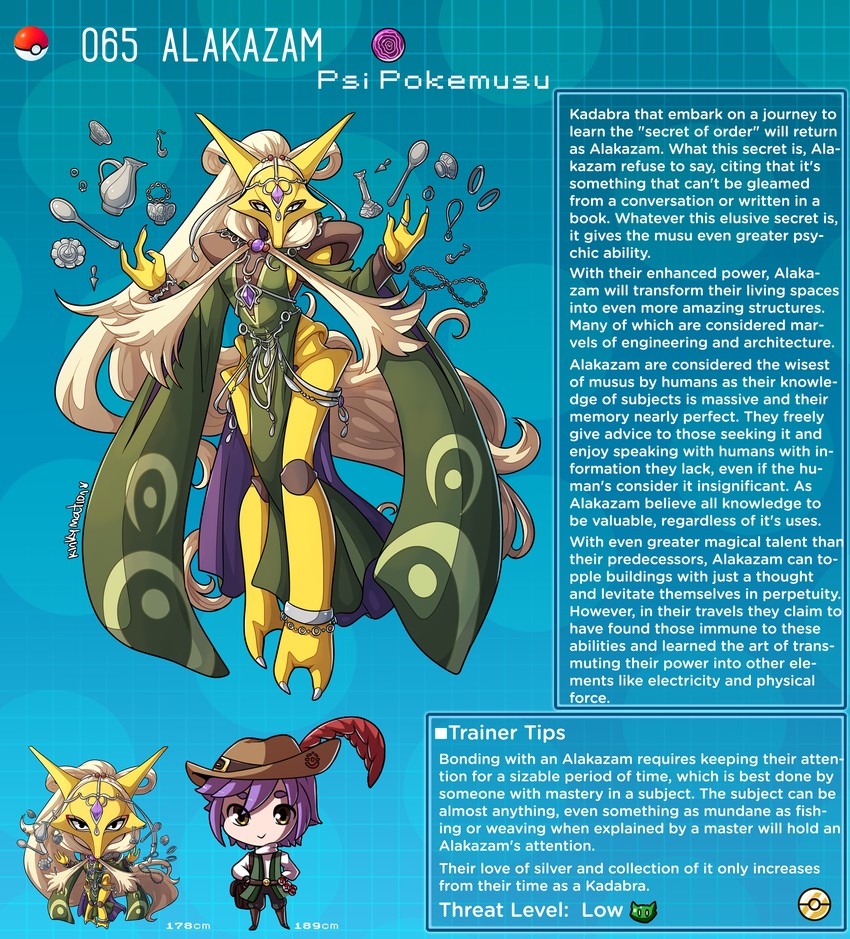 065 ALAKAZAM
Psi Pokemusu
Kadabra that embark on a journey to
learn the "secret of order" will return
as Alakazam. What this secret is, Ala-
kazam refuse to say, citing that it's
something that can't be gleamed
from a conversation or written in a
book. Whatever this elusive secret is,
it gives the musu even greater psy-
chic ability.
With their enhanced power, Alaka-
zam will transform their living spaces
into even more amazing structures.
Many of which are considered mar-
vels of engineering and architecture.
Alakazam are considered the wisest
of musus by humans as their knowle-
dge of subjects is massive and their
memory nearly perfect. They freely
give advice to those seeking it and
enjoy speaking with humans with in-
formation they lack, even if the hu-
man's consider it insignificant. As
Alakazam believe all knowledge to
be valuable, regardless of it's uses.
With even greater magical talent than
their predecessors, Alakazam can to-
pple buildings with just a thought
and levitate themselves in perpetuity.
However, in their travels they claim to
have found those immune to these
abilities and learned the art of trans-
muting their power into other ele-
ments like electricity and physical
force.
kinkymation
Trainer Tips
Bonding with an Alakazam requires keeping their atten-
tion for a sizable period of time, which is best done by
someone with mastery in a subject. The subject can be
almost anything, even something as mundane as fish-
ing or weaving when explained by a master will hold an
Alakazam's attention.
Their love of silver and collection of it only increases
from their time as a Kadabra.
Threat Level: Low
178cm
189cm